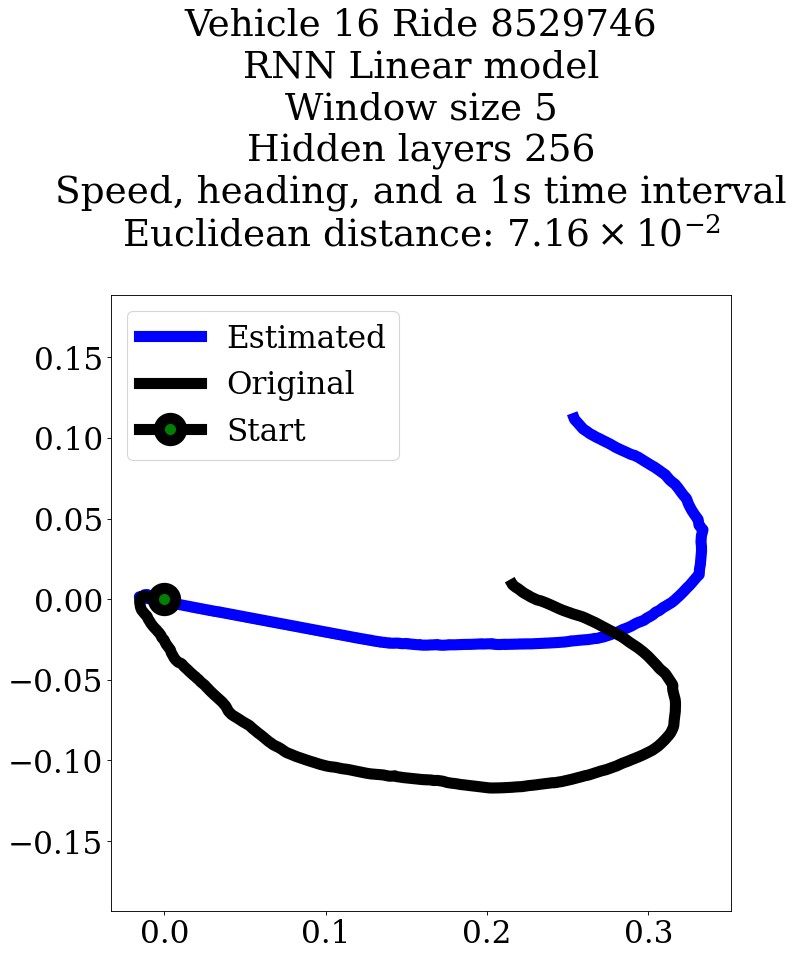 Vehicle 16 Ride 8529746
RNN Linear model
Window size 5
Hidden layers 256
Speed, heading, and a 1s time interval
Euclidean distance: 7.16 × 10⁻²
Estimated
Original
Start
0.15
0.10
0.05
0.00
−0.05
−0.10
−0.15
0.0 0.1 0.2 0.3